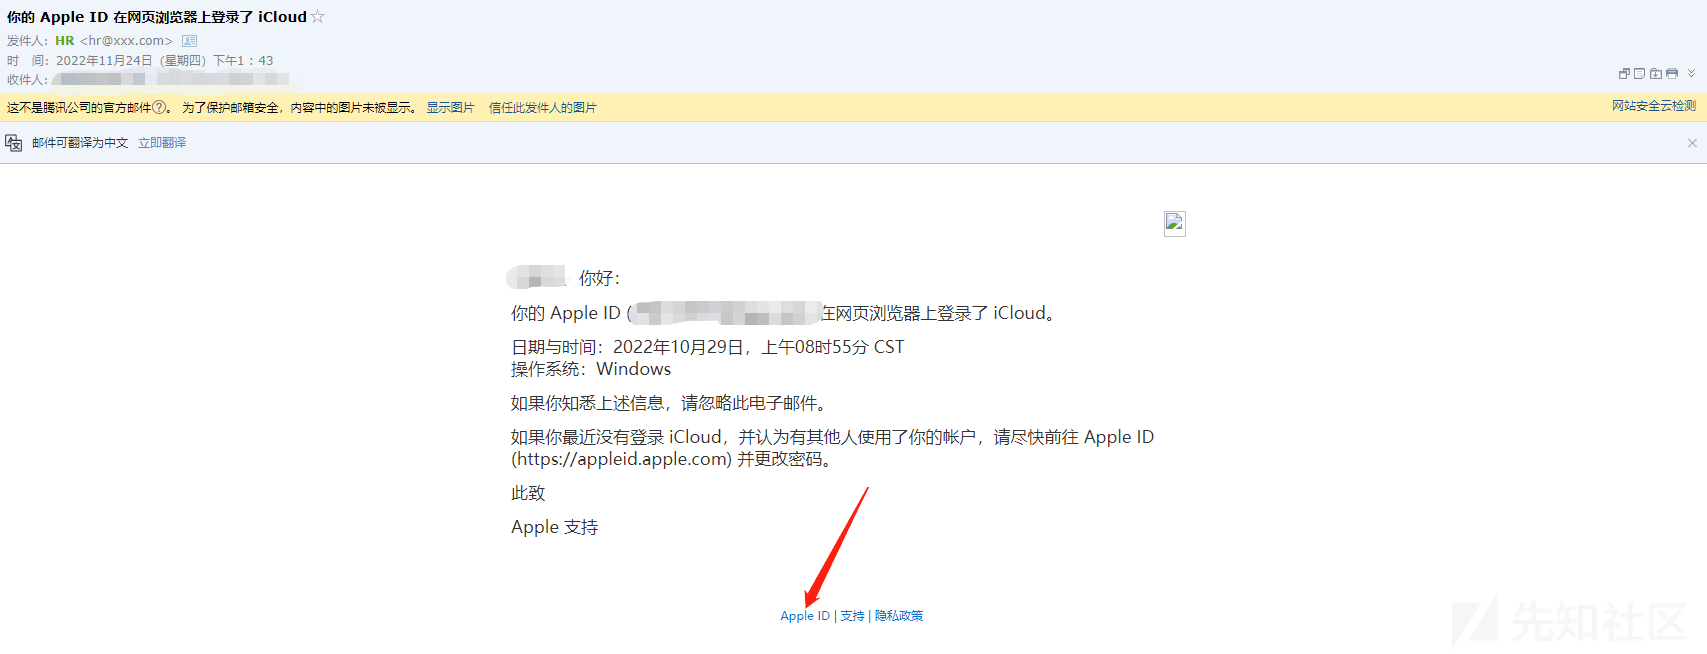 你的 Apple ID 在网页浏览器上登录了 iCloud
发件人：HR <hr@xxx.com>
时　间：2022年11月24日（星期四）下午1：43
收件人：
这不是腾讯公司的官方邮件?。 为了保护邮箱安全，内容中的图片未被显示。 显示图片 信任此发件人的图片 网站安全云检测
邮件可翻译为中文 立即翻译
你好：
你的 Apple ID (在网页浏览器上登录了 iCloud。
日期与时间：2022年10月29日，上午08时55分 CST
操作系统：Windows
如果你知悉上述信息，请忽略此电子邮件。
如果你最近没有登录 iCloud，并认为有其他人使用了你的帐户，请尽快前往 Apple ID
(https://appleid.apple.com) 并更改密码。
此致
Apple 支持
Apple ID | 支持 | 隐私政策
先知社区